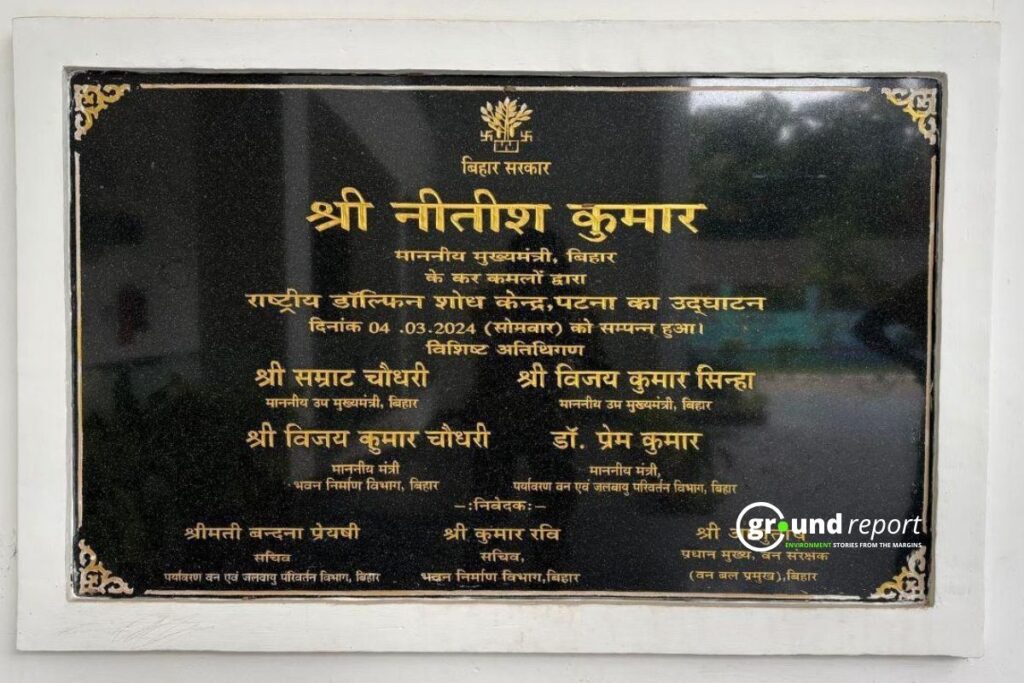 बिहार सरकार
श्री नीतीश कुमार
माननीय मुख्यमंत्री, बिहार
के कर कमलों द्वारा
राष्ट्रीय डॉल्फिन शोध केन्द्र,पटना का उद्घाटन
दिनांक 04 .03.2024 (सोमवार) को सम्पन्न हुआ।
विशिष्ट अतिथिगण
श्री सम्राट चौधरी श्री विजय कुमार सिन्हा
माननीय उप मुख्यमंत्री, बिहार माननीय उप मुख्यमंत्री, बिहार
श्री विजय कुमार चौधरी डॉ. प्रेम कुमार
माननीय मंत्री माननीय मंत्री,
भवन निर्माण विभाग, बिहार पर्यावरण वन एवं जलवायु परिवर्तन विभाग, बिहार
-:निवेदक:-
श्रीमती बन्दना प्रेयषी श्री कुमार रवि श्री
ground report
ENVIRONMENT STORIES FROM THE MARGINS
सचिव सचिव, प्रधान मुख्य, वन संरक्षक
पर्यावरण वन एवं जलवायु परिवर्तन विभाग, बिहार भवन निर्माण विभाग,बिहार (वन बल प्रमुख),बिहार